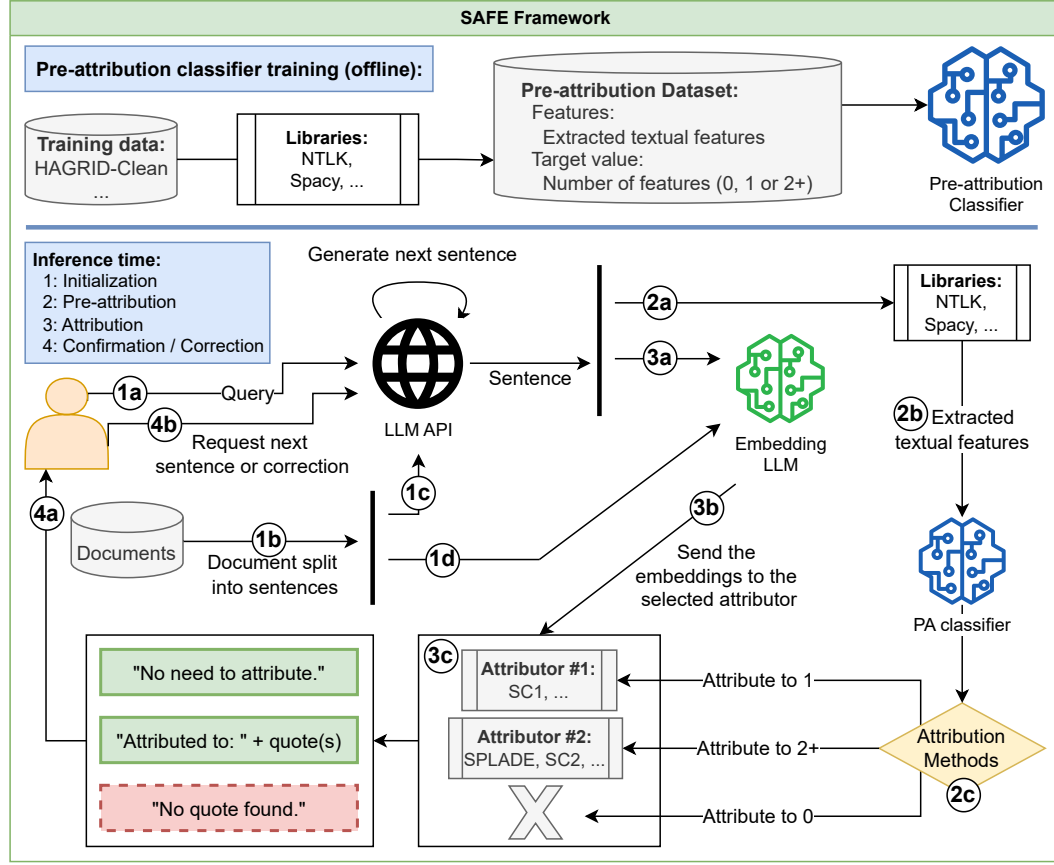 SAFE Framework
Pre-attribution classifier training (offline):
Training data:
HAGRID-Clean
...
Libraries:
NTLK,
Spacy, ...
Pre-attribution Dataset:
Features:
Extracted textual features
Target value:
Number of features (0, 1 or 2+)
Pre-attribution
Classifier
Inference time:
1: Initialization
2: Pre-attribution
3: Attribution
4: Confirmation / Correction
Generate next sentence
LLM API
1a
Query
4b
Request next
sentence or correction
Sentence
2a
3a
Libraries:
NTLK,
Spacy, ...
Embedding
LLM
2b
Extracted
textual features
4a
Documents
1b
Document split
into sentences
1c
1d
3b
Send the
embeddings to the
selected attributor
PA classifier
"No need to attribute."
"Attributed to: " + quote(s)
"No quote found."
3c
Attributor #1:
SC1, ...
Attributor #2:
SPLADE, SC2, ...
X
Attribute to 1
Attribute to 2+
Attribute to 0
Attribution
Methods
2c